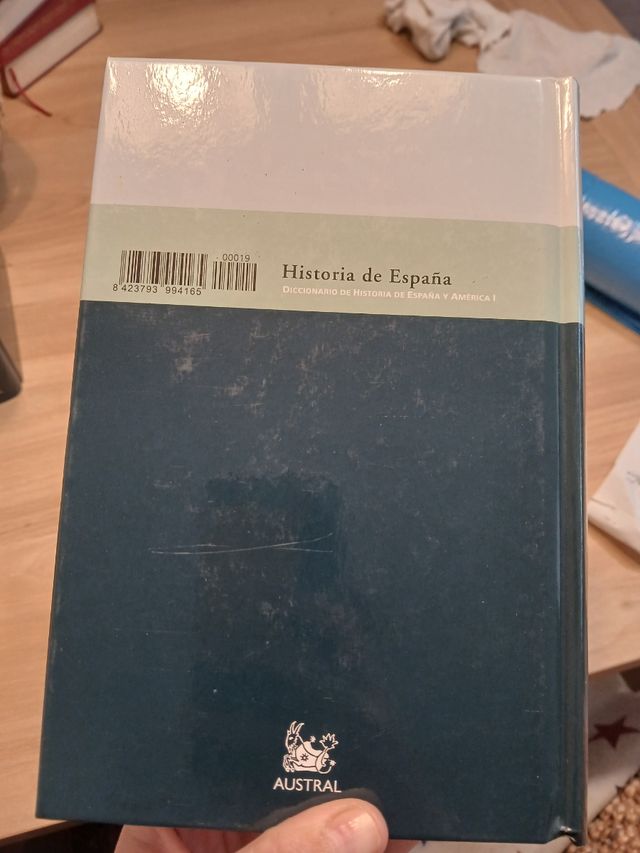 00019
8 423793 994165
Historia de España
DICCIONARIO DE HISTORIA DE ESPAÑA Y AMÉRICA I
AUSTRAL